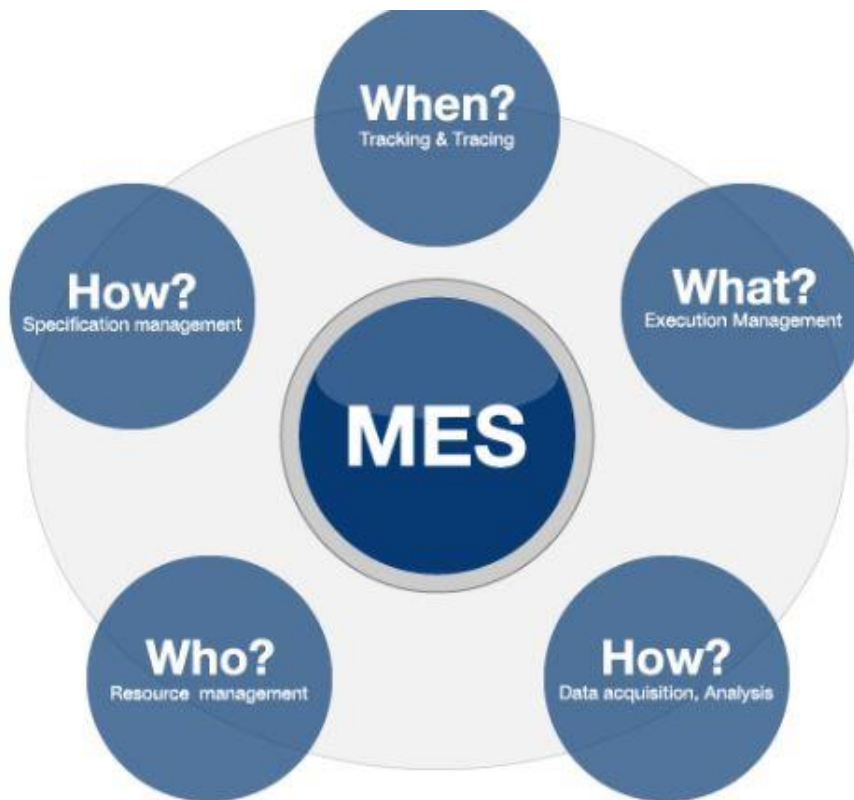 When?
Tracking & Tracing
How?
Specification management
What?
Execution Management
MES
Who?
Resource management
How?
Data acquisition, Analysis